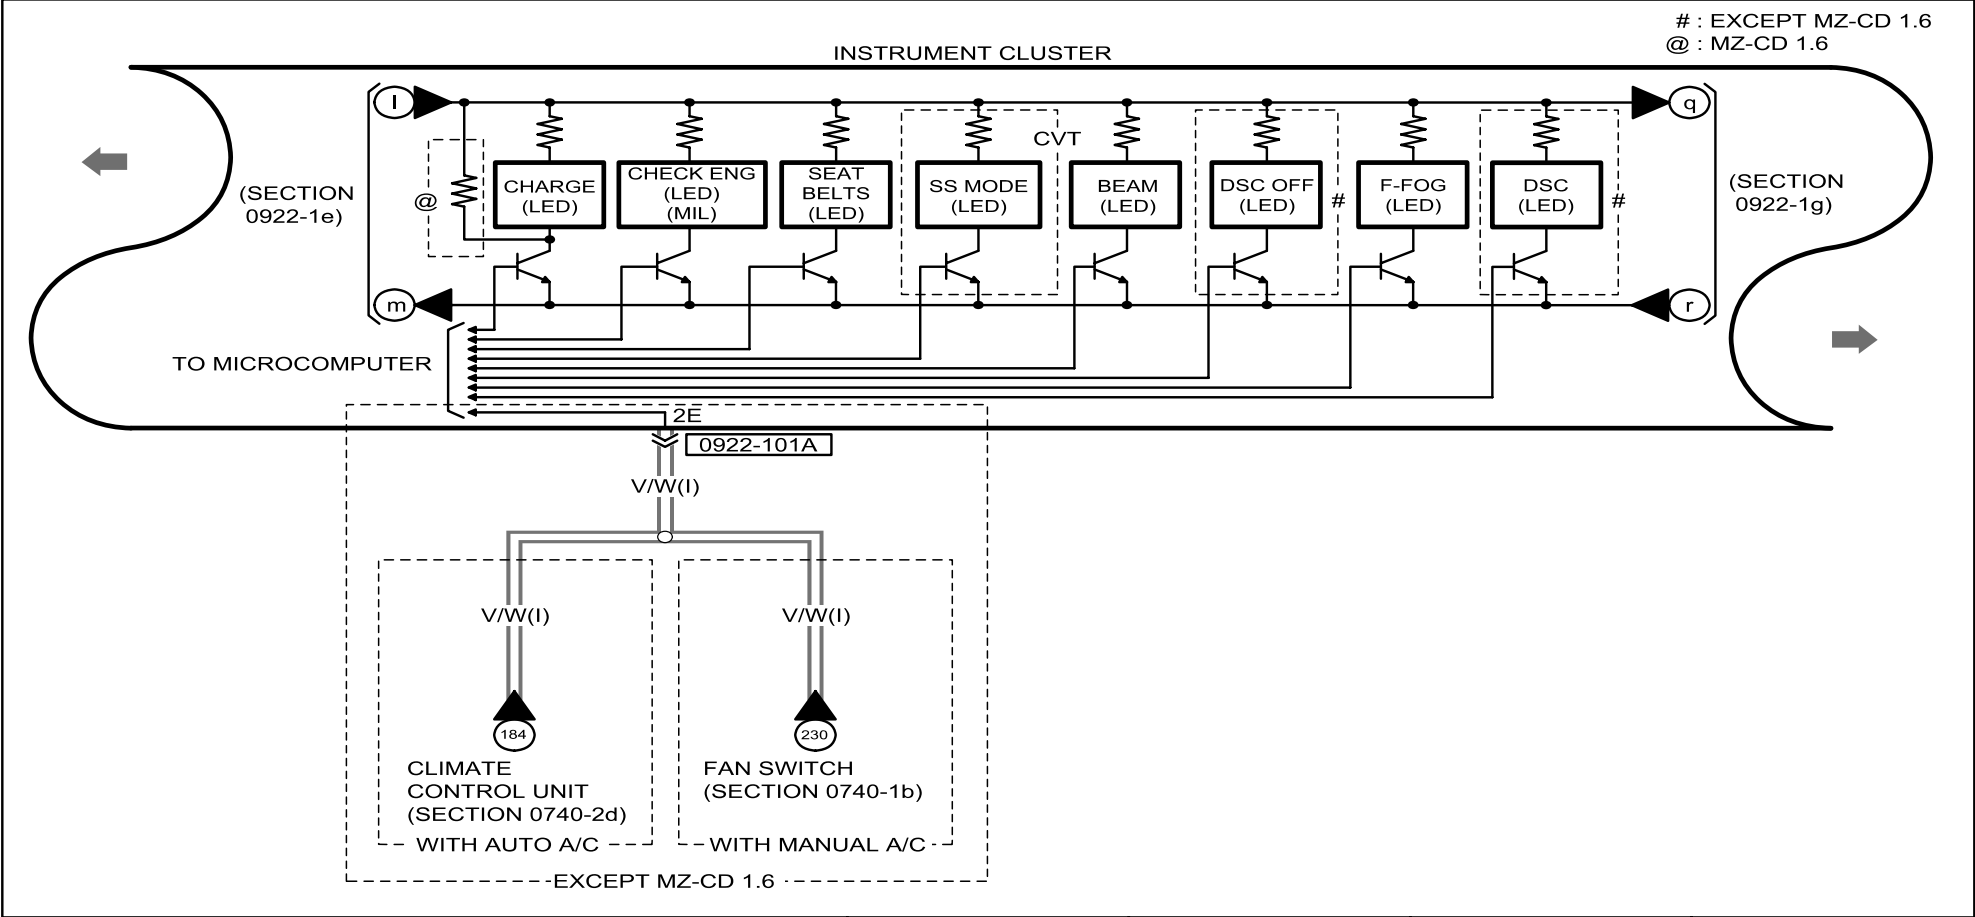 # : EXCEPT MZ-CD 1.6
@ : MZ-CD 1.6
INSTRUMENT CLUSTER
l
q
CVT
(SECTION
0922-1e)
@
CHARGE
(LED)
CHECK ENG
(LED)
(MIL)
SEAT
BELTS
(LED)
SS MODE
(LED)
BEAM
(LED)
DSC OFF
(LED)
#
F-FOG
(LED)
DSC
(LED)
#
(SECTION
0922-1g)
m
r
TO MICROCOMPUTER
2E
0922-101A
V/W(I)
V/W(I)
V/W(I)
184
230
CLIMATE
CONTROL UNIT
(SECTION 0740-2d)
FAN SWITCH
(SECTION 0740-1b)
WITH AUTO A/C
WITH MANUAL A/C
EXCEPT MZ-CD 1.6